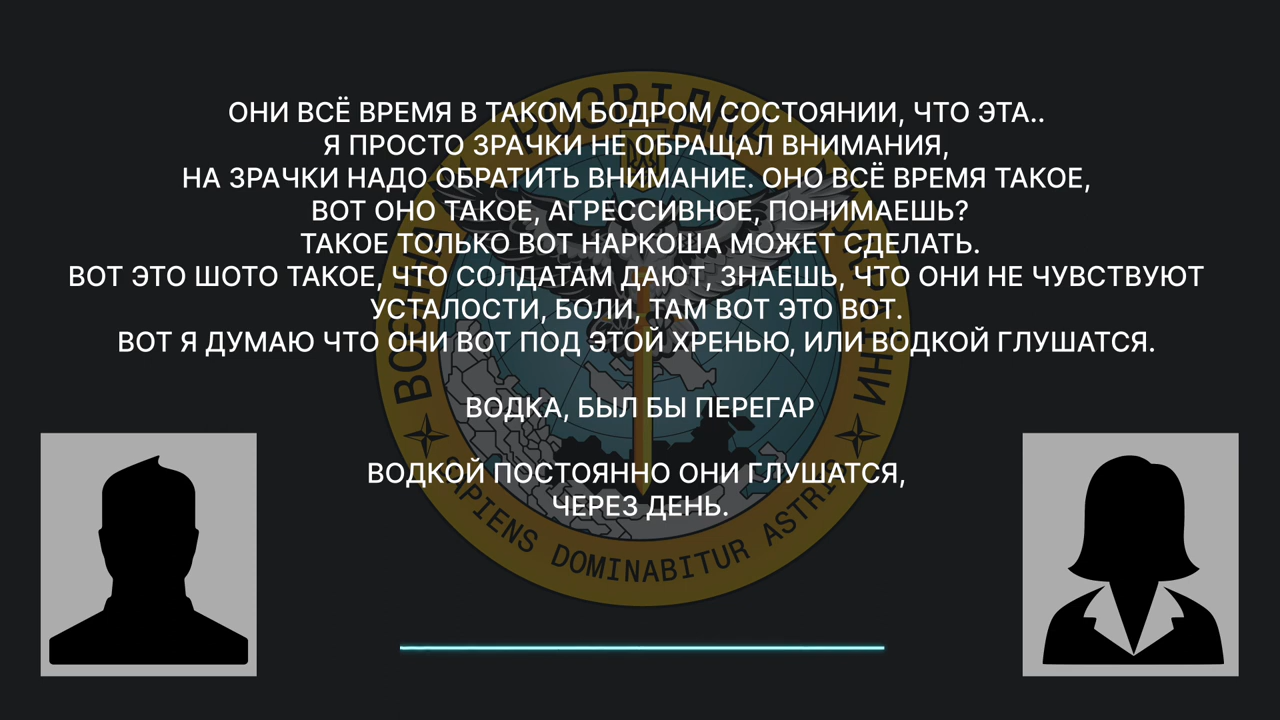 ОНИ ВСЁ ВРЕМЯ В ТАКОМ БОДРОМ СОСТОЯНИИ, ЧТО ЭТА..
Я ПРОСТО ЗРАЧКИ НЕ ОБРАЩАЛ ВНИМАНИЯ,
НА ЗРАЧКИ НАДО ОБРАТИТЬ ВНИМАНИЕ. ОНО ВСЁ ВРЕМЯ ТАКОЕ,
ВОТ ОНО ТАКОЕ, АГРЕССИВНОЕ, ПОНИМАЕШЬ?
ТАКОЕ ТОЛЬКО ВОТ НАРКОША МОЖЕТ СДЕЛАТЬ.
ВОТ ЭТО ШОТО ТАКОЕ, ЧТО СОЛДАТАМ ДАЮТ, ЗНАЕШЬ, ЧТО ОНИ НЕ ЧУВСТВУЮТ
УСТАЛОСТИ, БОЛИ, ТАМ ВОТ ЭТО ВОТ.
ВОТ Я ДУМАЮ ЧТО ОНИ ВОТ ПОД ЭТОЙ ХРЕНЬЮ, ИЛИ ВОДКОЙ ГЛУШАТСЯ.
ВОДКА, БЫЛ БЫ ПЕРЕГАР
ВОДКОЙ ПОСТОЯННО ОНИ ГЛУШАТСЯ,
ЧЕРЕЗ ДЕНЬ.
ВОЄННА РОЗВІДКА УКРАЇНИ
SAPIENS DOMINABITUR ASTRIS